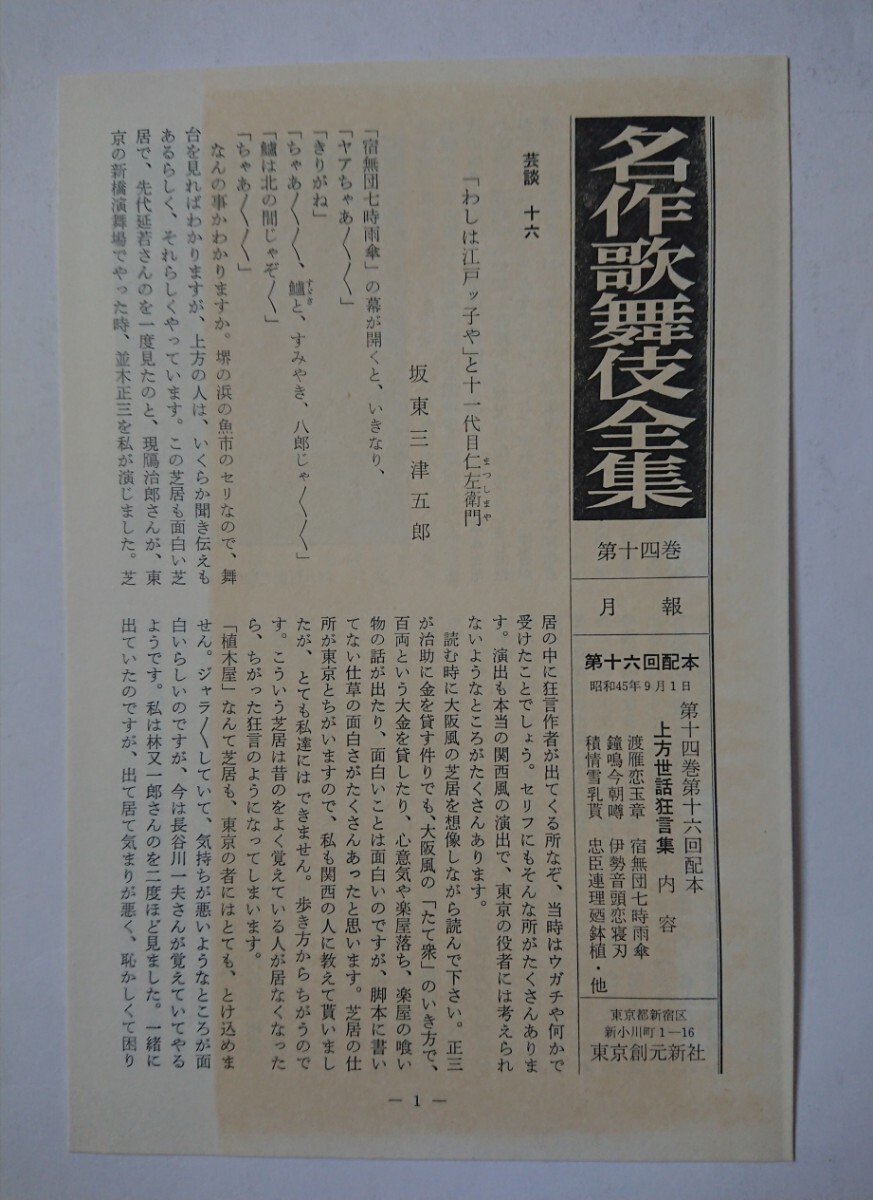 名作歌舞伎全集
第十四巻
月報
第十六回配本
昭和45年9月1日
第十四巻第十六回配本
上方世話狂言集 内容
渡雁恋玉章 宿無団七時雨傘
鐘鳴今朝噂 伊勢音頭恋寝刃
積情雪乳貰 忠臣連理廼鉢植・他
東京都新宿区
新小川町1―16
東京創元新社
芸談 十六
「わしは江戸ッ子や」と十一代目仁左衛門
まつしまや
坂東三津五郎
「宿無団七時雨傘」の幕が開くと、いきなり、
「ヤアちゃあ〳〵〳〵」
「きりがね」
「ちゃあ〳〵〳〵、鱸と、すみやき、八郎じゃ〳〵〳〵」
すずき
「鱸は北の間じゃぞ〳〵」
「ちゃあ〳〵〳〵」
なんの事かわかりますか。堺の浜の魚市のセリなので、舞
台を見ればわかりますが、上方の人は、いくらか聞き伝えも
あるらしく、それらしくやっています。この芝居も面白い芝
居で、先代延若さんのを一度見たのと、現鴈治郎さんが、東
京の新橋演舞場でやった時、並木正三を私が演じました。芝
居の中に狂言作者が出てくる所なぞ、当時はウガチや何かで
受けたことでしょう。セリフにもそんな所がたくさんありま
す。演出も本当の関西風の演出で、東京の役者には考えられ
ないようなところがたくさんあります。
読む時に大阪風の芝居を想像しながら読んで下さい。正三
が治助に金を貸す件りでも、大阪風の「たて衆」のいき方で、
百両という大金を貸したり、心意気や楽屋落ち、楽屋の喰い
物の話が出たり、面白いことは面白いのですが、脚本に書い
てない仕草の面白さがたくさんあったと思います。芝居の仕
所が東京とちがいますので、私も関西の人に教えて貰いまし
たが、とても私達にはできません。歩き方からちがうので
す。こういう芝居は昔のをよく覚えている人が居なくなった
ら、ちがった狂言のようになってしまいます。
「植木屋」なんて芝居も、東京の者にはとても、とけ込めま
せん。ジャラ〳〵していて、気持ちが悪いようなところが面
白いらしいのですが、今は長谷川一夫さんが覚えていてやる
ようです。私は林又一郎さんのを二度ほど見ました。一緒に
出ていたのですが、出て居て気まりが悪く、恥かしくて困り
― 1 ―